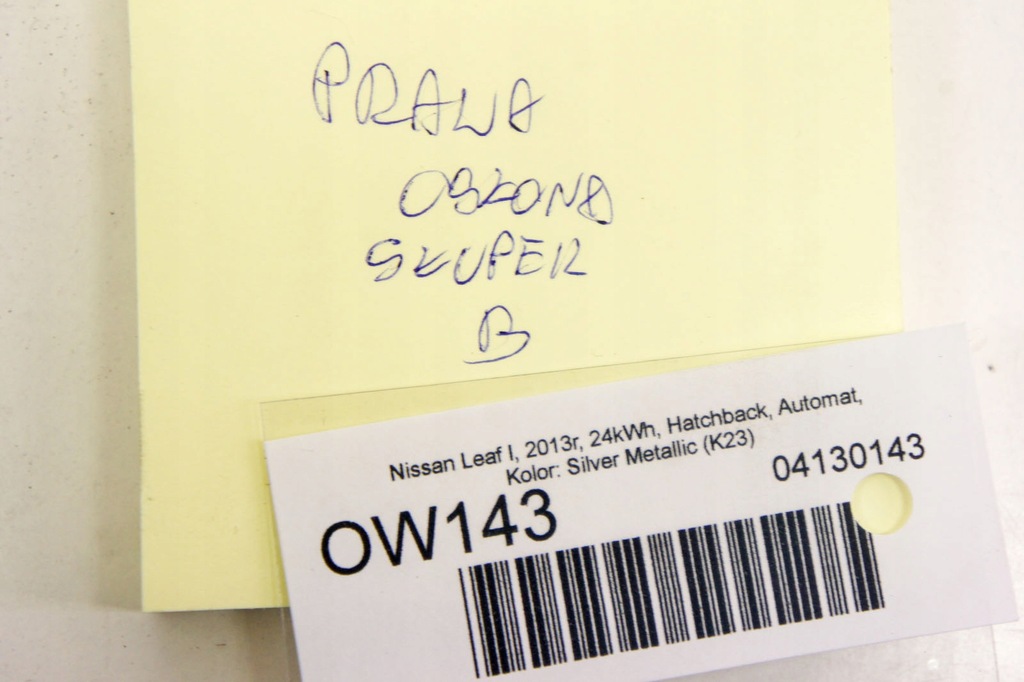 PRAWA
OSŁONA
SŁUPEK
B
Nissan Leaf I, 2013r, 24kWh, Hatchback, Automat,
Kolor: Silver Metallic (K23)
04130143
OW143